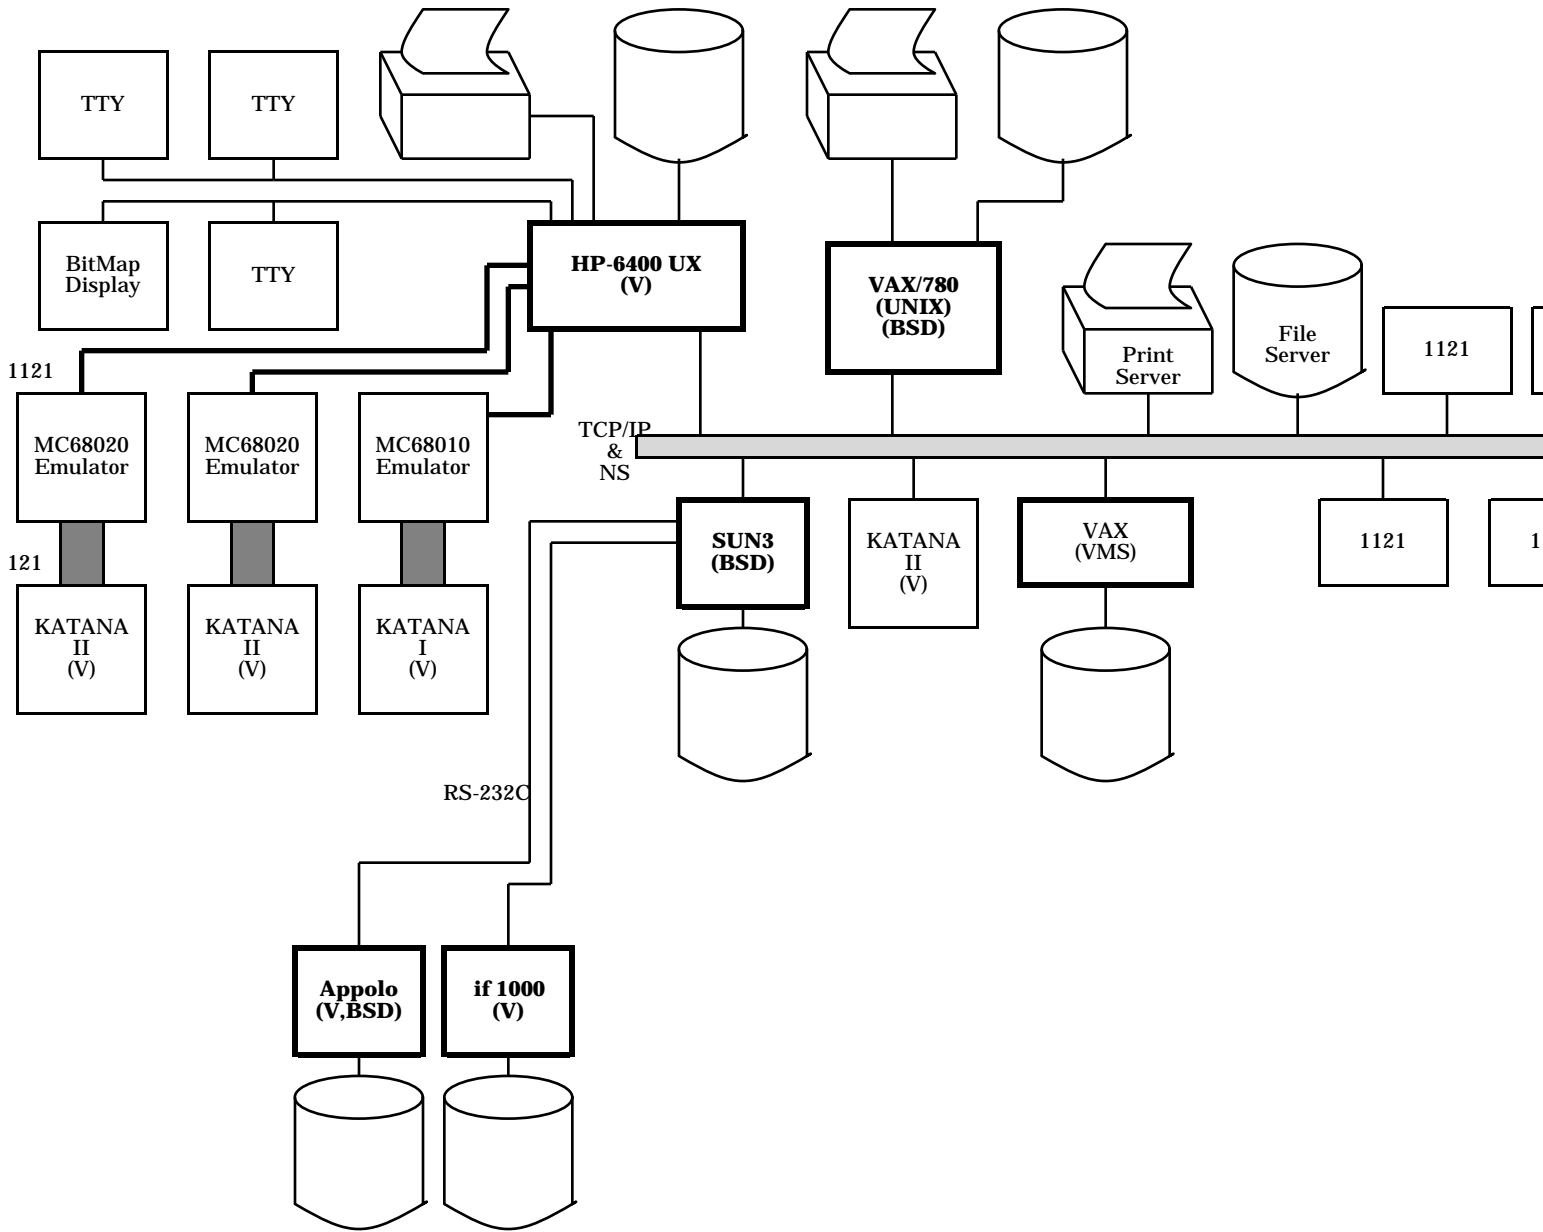 TTY
TTY
BitMap
Display
TTY
HP-6400 UX
(V)
VAX/780
(UNIX)
(BSD)
Print
Server
File
Server
1121
1121
MC68020
Emulator
MC68020
Emulator
MC68010
Emulator
TCP/IP
&
NS
121
KATANA
II
(V)
KATANA
II
(V)
KATANA
I
(V)
SUN3
(BSD)
KATANA
II
(V)
VAX
(VMS)
1121
1
RS-232C
Appolo
(V,BSD)
if 1000
(V)